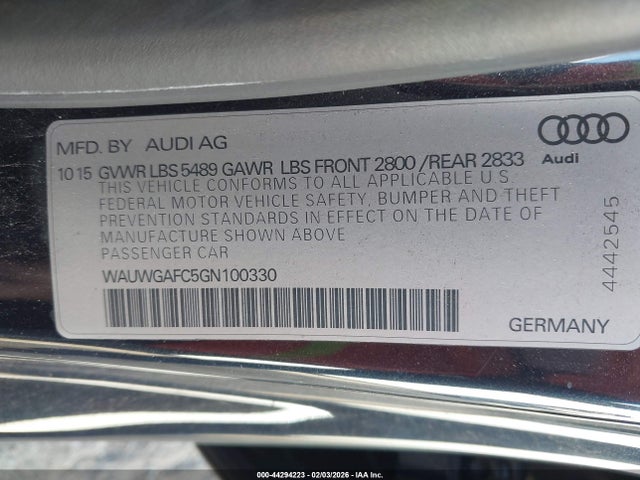 MFD. BY AUDI AG
Audi
10 15 GVWR LBS 5489 GAWR LBS FRONT 2800 / REAR 2833
THIS VEHICLE CONFORMS TO ALL APPLICABLE U.S.
FEDERAL MOTOR VEHICLE SAFETY, BUMPER AND THEFT
PREVENTION STANDARDS IN EFFECT ON THE DATE OF
MANUFACTURE SHOWN ABOVE
PASSENGER CAR
WAUWGAFC5GN100330
4442545
GERMANY
000-44294223 - 02/03/2026 - IAA Inc.